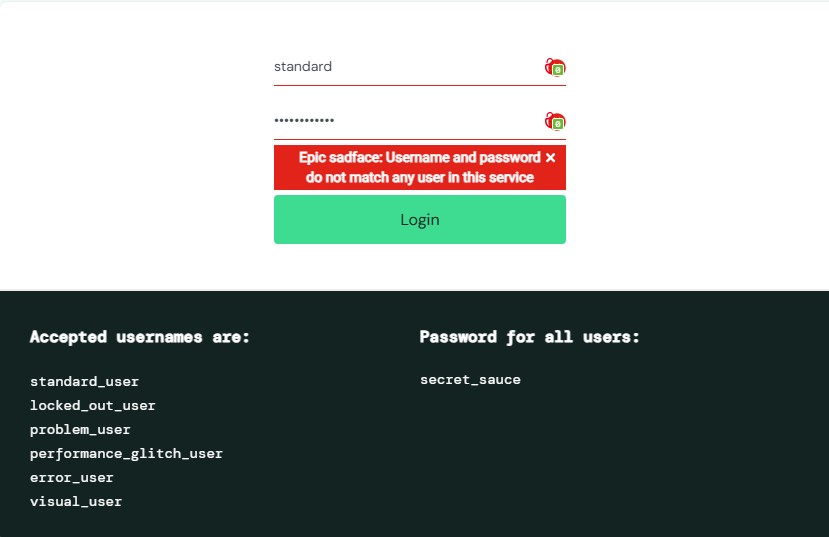 standard
••••••••••••
Epic sadface: Username and password
do not match any user in this service
Login
Accepted usernames are:
standard_user
locked_out_user
problem_user
performance_glitch_user
error_user
visual_user
Password for all users:
secret_sauce